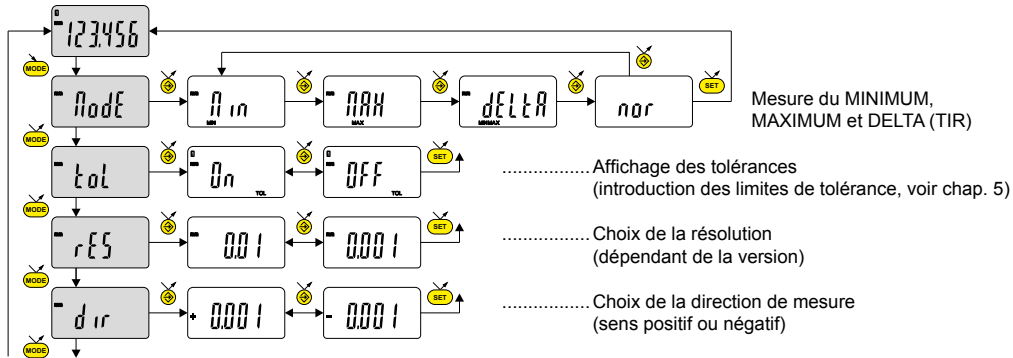 123.456
MODE
ModE
Min
MIN
MAX
MAX
dELtA
MINMAX
nor
SET
Mesure du MINIMUM,
MAXIMUM et DELTA (TIR)
MODE
toL
On
TOL
OFF
TOL
SET
.................Affichage des tolérances
(introduction des limites de tolérance, voir chap. 5)
MODE
rES
0.01
0.001
SET
.................Choix de la résolution
(dépendant de la version)
MODE
dir
+ 0.001
- 0.001
SET
.................Choix de la direction de mesure
(sens positif ou négatif)
MODE